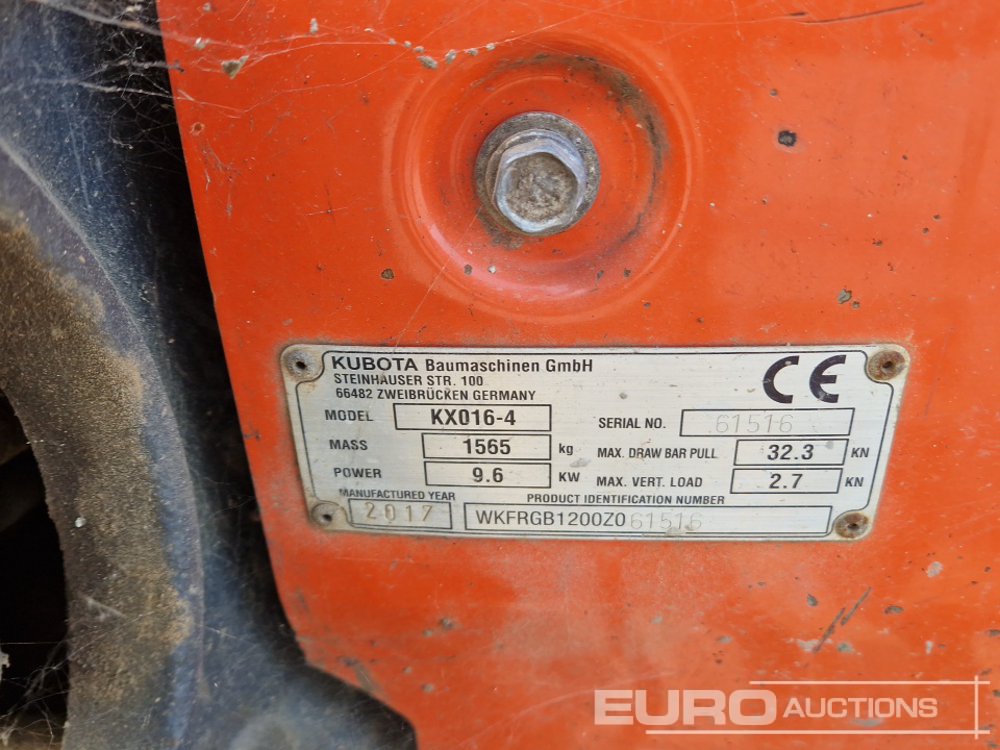 KUBOTA Baumaschinen GmbH
STEINHAUSER STR. 100
66482 ZWEIBRÜCKEN GERMANY
MODEL KX016-4
MASS 1565 kg
POWER 9.6 KW
SERIAL NO. 61516
MAX. DRAW BAR PULL 32.3 KN
MAX. VERT. LOAD 2.7 KN
MANUFACTURED YEAR
2017
PRODUCT IDENTIFICATION NUMBER
WKFRGB1200Z061516
CE
EURO AUCTIONS